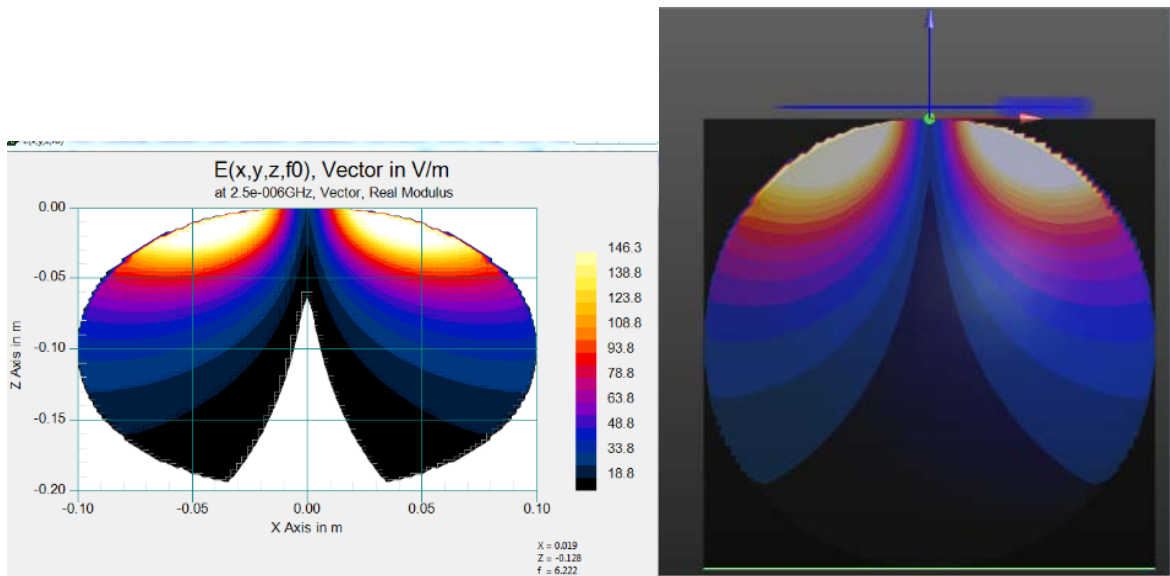 E(x,y,z,f0)
E(x,y,z,f0), Vector in V/m
at 2.5e-006GHz, Vector, Real Modulus
0.00
-0.05
-0.10
-0.15
-0.20
Z Axis in m
-0.10 -0.05 0.00 0.05 0.10
X Axis in m
146.3
138.8
123.8
108.8
93.8
78.8
63.8
48.8
33.8
18.8
X = 0.019
Z = -0.128
f = 6.222